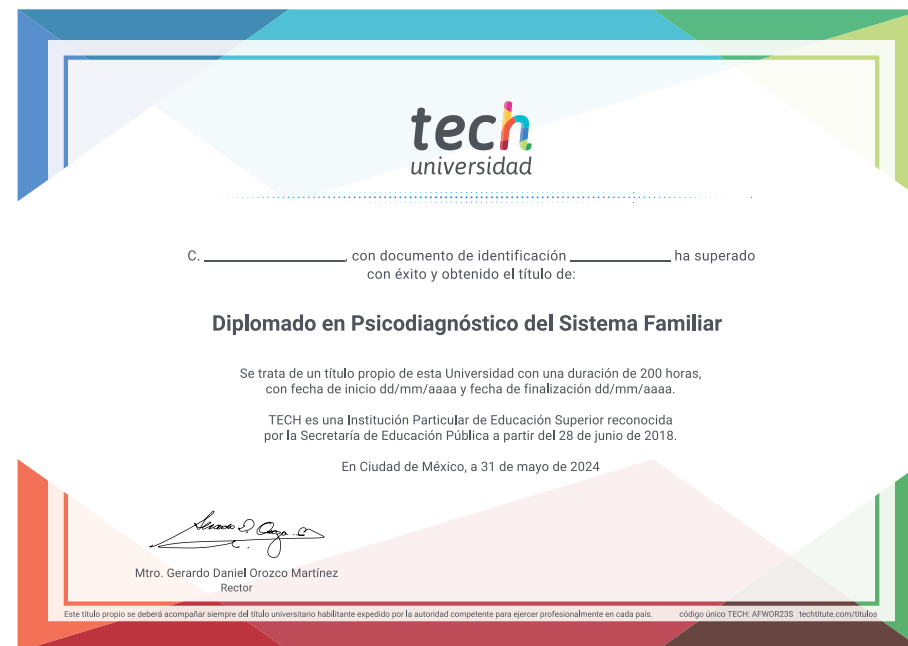 tech
universidad
C. ____________________, con documento de identificación ______________ ha superado
con éxito y obtenido el título de:
Diplomado en Psicodiagnóstico del Sistema Familiar
Se trata de un título propio de esta Universidad con una duración de 200 horas,
con fecha de inicio dd/mm/aaaa y fecha de finalización dd/mm/aaaa.
TECH es una Institución Particular de Educación Superior reconocida
por la Secretaría de Educación Pública a partir del 28 de junio de 2018.
En Ciudad de México, a 31 de mayo de 2024
Mtro. Gerardo Daniel Orozco Martínez
Rector
Este título propio se deberá acompañar siempre del título universitario habilitante expedido por la autoridad competente para ejercer profesionalmente en cada país. código único TECH: AFWOR23S techtitute.com/titulos